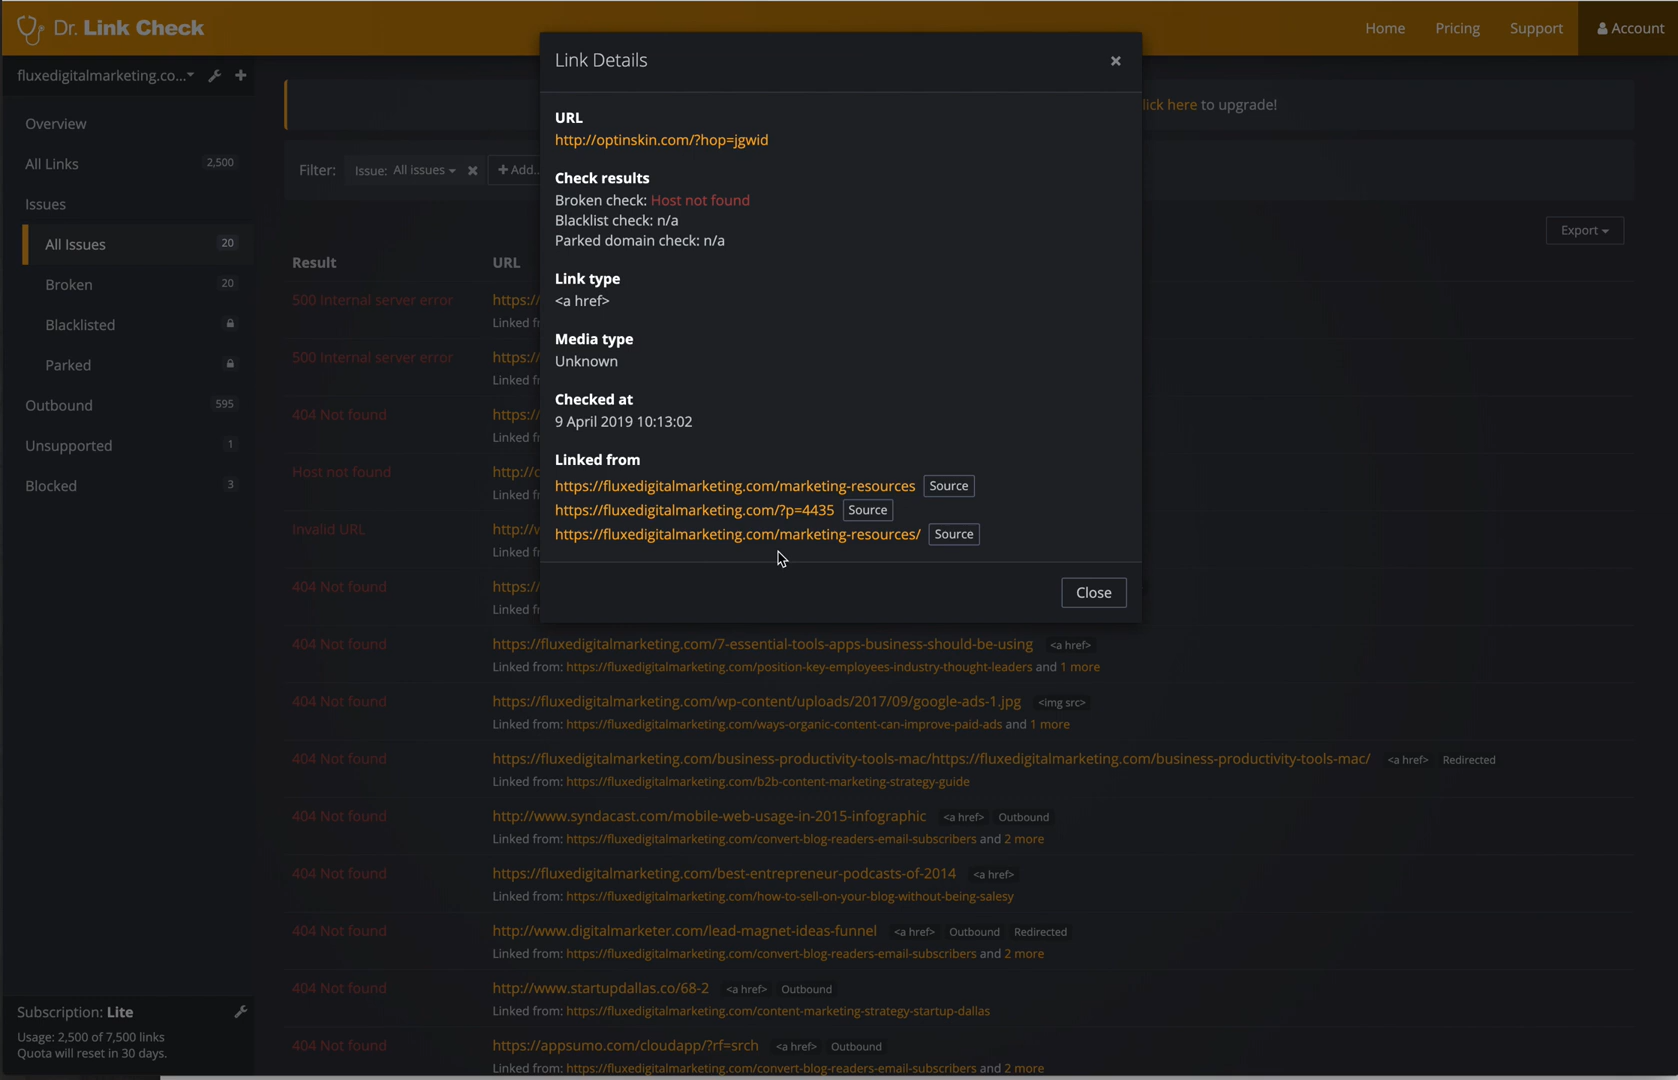 Dr. Link Check
Home
Pricing
Support
Account
fluxedigitalmarketing.co...
Overview
All Links 2,500
Issues
All Issues 20
Broken 20
Blacklisted
Parked
Outbound 595
Unsupported 1
Blocked 3
Subscription: Lite
Usage: 2,500 of 7,500 links
Quota will reset in 30 days.
lick here to upgrade!
Filter: Issue: All issues × + Add...
Export
Result URL
500 Internal server error https://
Linked fr
500 Internal server error https://
Linked fr
404 Not found https://
Linked fr
Host not found http://o
Linked fr
Invalid URL http://w
Linked fr
404 Not found https://
Linked fr
Link Details ×
URL
http://optinskin.com/?hop=jgwid
Check results
Broken check: Host not found
Blacklist check: n/a
Parked domain check: n/a
Link type
<a href>
Media type
Unknown
Checked at
9 April 2019 10:13:02
Linked from
https://fluxedigitalmarketing.com/marketing-resources Source
https://fluxedigitalmarketing.com/?p=4435 Source
https://fluxedigitalmarketing.com/marketing-resources/ Source
Close
404 Not found https://fluxedigitalmarketing.com/7-essential-tools-apps-business-should-be-using <a href>
Linked from: https://fluxedigitalmarketing.com/position-key-employees-industry-thought-leaders and 1 more
404 Not found https://fluxedigitalmarketing.com/wp-content/uploads/2017/09/google-ads-1.jpg <img src>
Linked from: https://fluxedigitalmarketing.com/ways-organic-content-can-improve-paid-ads and 1 more
404 Not found https://fluxedigitalmarketing.com/business-productivity-tools-mac/https://fluxedigitalmarketing.com/business-productivity-tools-mac/ <a href> Redirected
Linked from: https://fluxedigitalmarketing.com/b2b-content-marketing-strategy-guide
404 Not found http://www.syndacast.com/mobile-web-usage-in-2015-infographic <a href> Outbound
Linked from: https://fluxedigitalmarketing.com/convert-blog-readers-email-subscribers and 2 more
404 Not found https://fluxedigitalmarketing.com/best-entrepreneur-podcasts-of-2014 <a href>
Linked from: https://fluxedigitalmarketing.com/how-to-sell-on-your-blog-without-being-salesy
404 Not found http://www.digitalmarketer.com/lead-magnet-ideas-funnel <a href> Outbound Redirected
Linked from: https://fluxedigitalmarketing.com/convert-blog-readers-email-subscribers and 2 more
404 Not found http://www.startupdallas.co/68-2 <a href> Outbound
Linked from: https://fluxedigitalmarketing.com/content-marketing-strategy-startup-dallas
404 Not found https://appsumo.com/cloudapp/?rf=srch <a href> Outbound
Linked from: https://fluxedigitalmarketing.com/convert-blog-readers-email-subscribers and 2 more